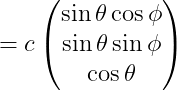 = c ( sin θ cos ϕ
sin θ sin ϕ
cos θ )